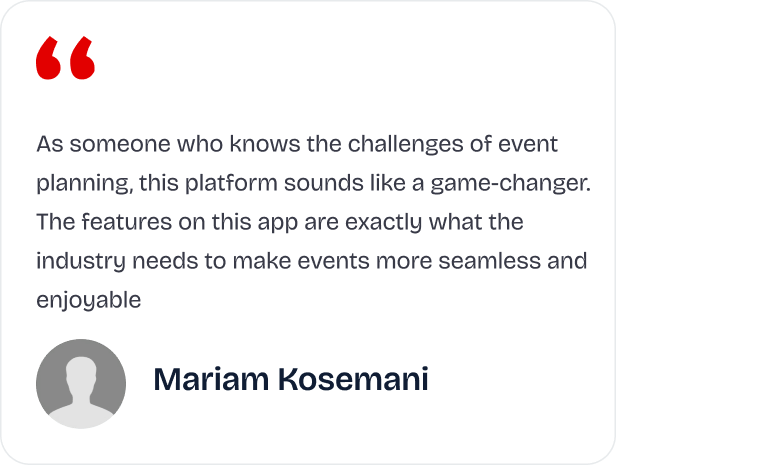 “
As someone who knows the challenges of event
planning, this platform sounds like a game-changer.
The features on this app are exactly what the
industry needs to make events more seamless and
enjoyable
Mariam Kosemani